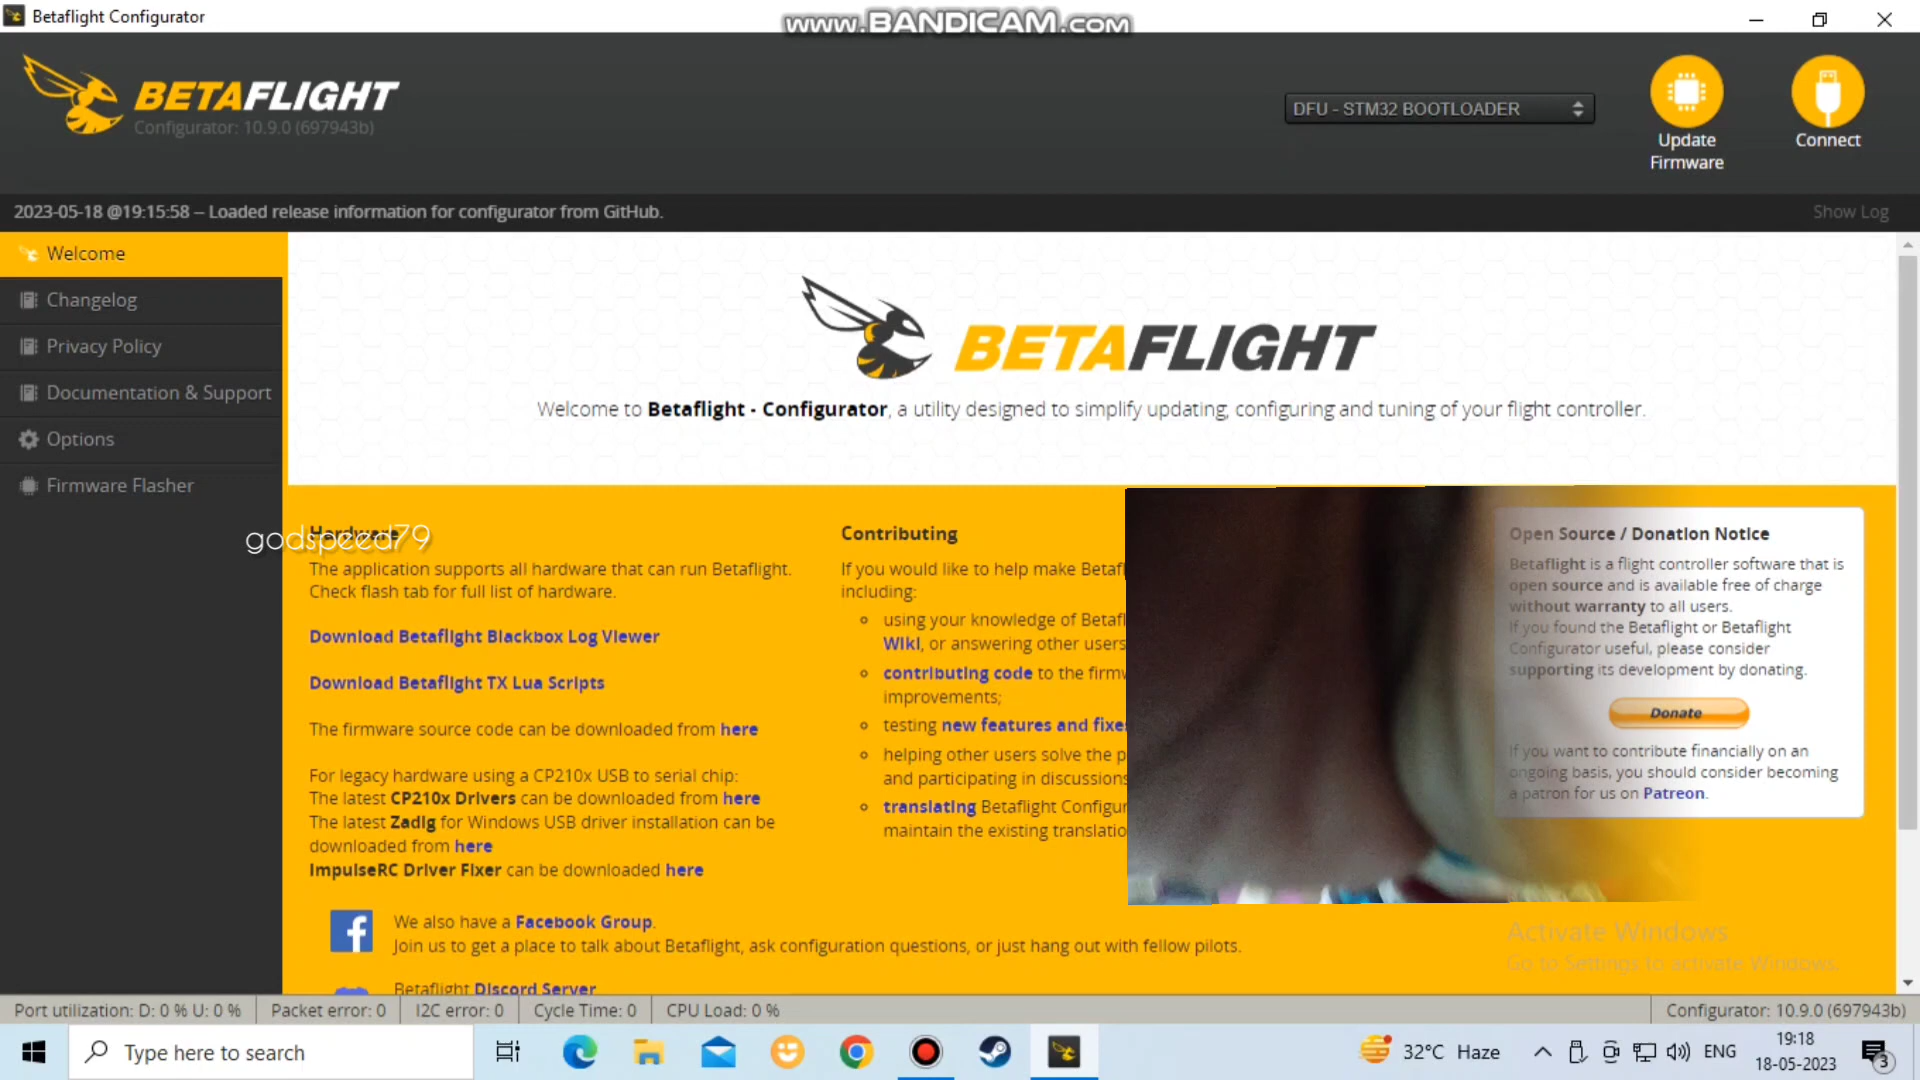 Betaflight Configurator
www.BANDICAM.com
BETAFLIGHT
Configurator: 10.9.0 (697943b)
DFU - STM32 BOOTLOADER
Update
Firmware
Connect
2023-05-18 @19:15:58 -- Loaded release information for configurator from GitHub.
Show Log
Welcome
Changelog
Privacy Policy
Documentation & Support
Options
Firmware Flasher
BETAFLIGHT
Welcome to Betaflight - Configurator, a utility designed to simplify updating, configuring and tuning of your flight controller.
godspeed79
Hardware
The application supports all hardware that can run Betaflight.
Check flash tab for full list of hardware.
Download Betaflight Blackbox Log Viewer
Download Betaflight TX Lua Scripts
The firmware source code can be downloaded from here
For legacy hardware using a CP210x USB to serial chip:
The latest CP210x Drivers can be downloaded from here
The latest Zadig for Windows USB driver installation can be
downloaded from here
ImpulseRC Driver Fixer can be downloaded here
Contributing
If you would like to help make Betafl
including:
using your knowledge of Betafl
Wiki, or answering other users
contributing code to the firmw
improvements;
testing new features and fixes
helping other users solve the p
and participating in discussions
translating Betaflight Configur
maintain the existing translatio
Open Source / Donation Notice
Betaflight is a flight controller software that is
open source and is available free of charge
without warranty to all users.
If you found the Betaflight or Betaflight
Configurator useful, please consider
supporting its development by donating.
Donate
If you want to contribute financially on an
ongoing basis, you should consider becoming
a patron for us on Patreon.
We also have a Facebook Group.
Join us to get a place to talk about Betaflight, ask configuration questions, or just hang out with fellow pilots.
Betaflight Discord Server
Activate Windows
Go to Settings to activate Windows.
Port utilization: D: 0 % U: 0 %
Packet error: 0
I2C error: 0
Cycle Time: 0
CPU Load: 0 %
Configurator: 10.9.0 (697943b)
Type here to search
32°C Haze
ENG
19:18
18-05-2023
3